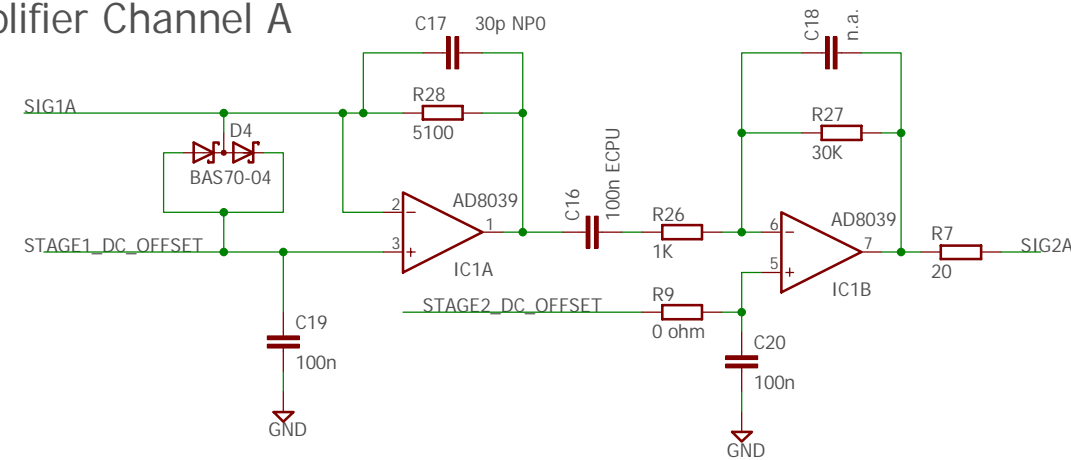 plifier Channel A
C17 30p NP0
C18
n.a.
R28
5100
SIG1A
D4
BAS70-04
R27
30K
C16
100n ECPU
AD8039
2
1
3
IC1A
R26
1K
AD8039
6
7
5
IC1B
R7
20
SIG2A
STAGE1_DC_OFFSET
STAGE2_DC_OFFSET
R9
0 ohm
C19
100n
C20
100n
GND
GND